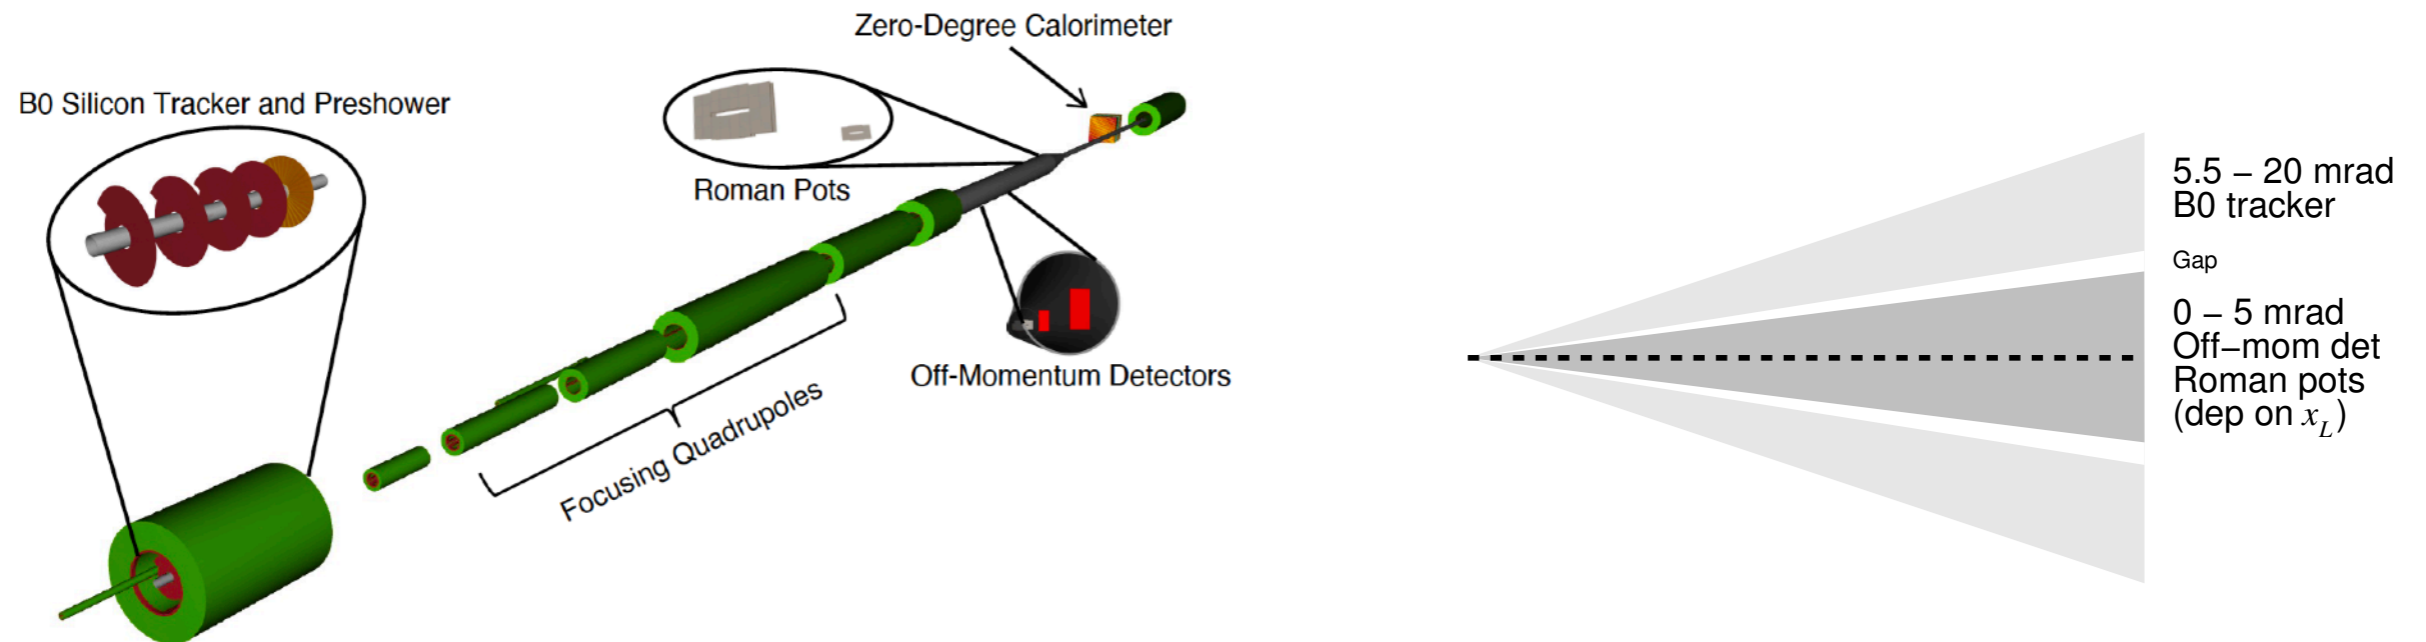 Zero-Degree Calorimeter
B0 Silicon Tracker and Preshower
Roman Pots
Off-Momentum Detectors
Focusing Quadrupoles
5.5 – 20 mrad
B0 tracker
Gap
0 – 5 mrad
Off–mom det
Roman pots
(dep on x_L)